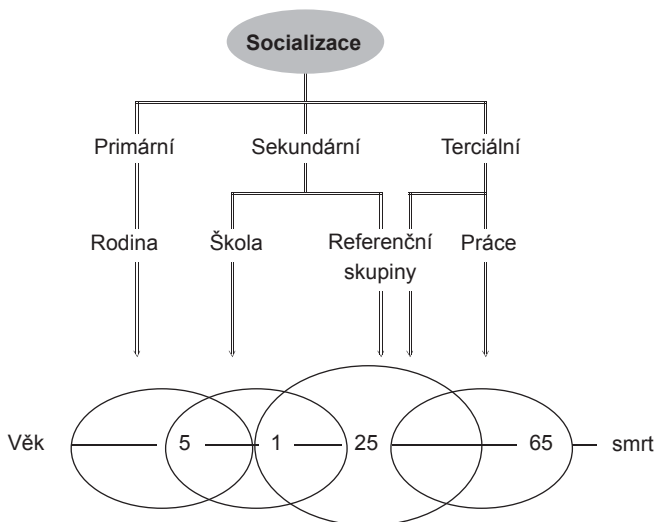 Socializace
Primární Sekundární Terciální
Rodina Škola Referenční Práce
skupiny
Věk 5 1 25 65 smrt